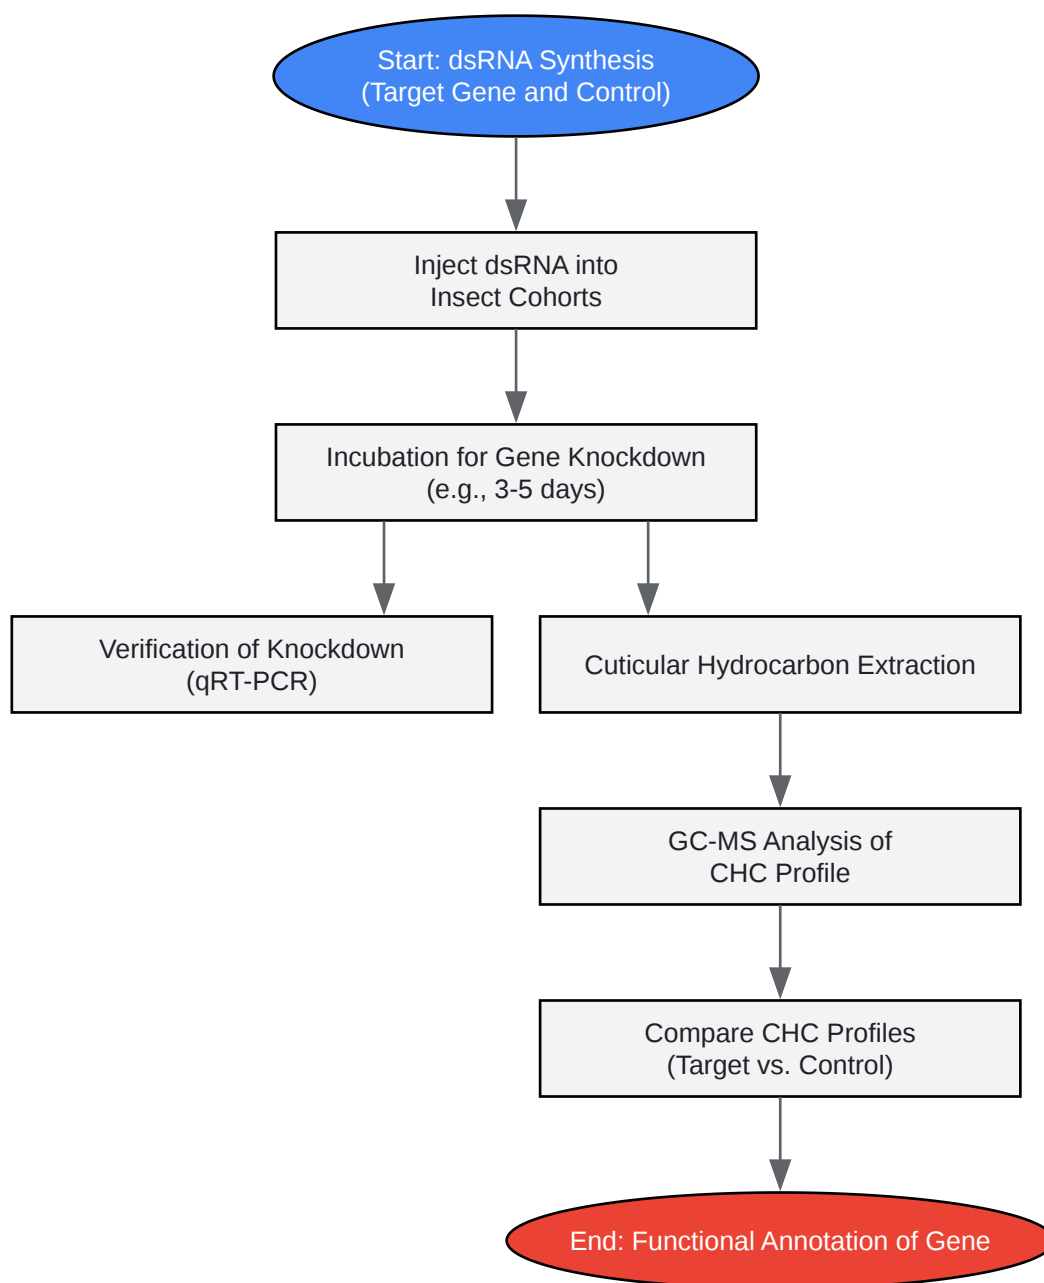 Start: dsRNA Synthesis
(Target Gene and Control)
Inject dsRNA into
Insect Cohorts
Incubation for Gene Knockdown
(e.g., 3-5 days)
Verification of Knockdown
(qRT-PCR)
Cuticular Hydrocarbon Extraction
GC-MS Analysis of
CHC Profile
Compare CHC Profiles
(Target vs. Control)
End: Functional Annotation of Gene